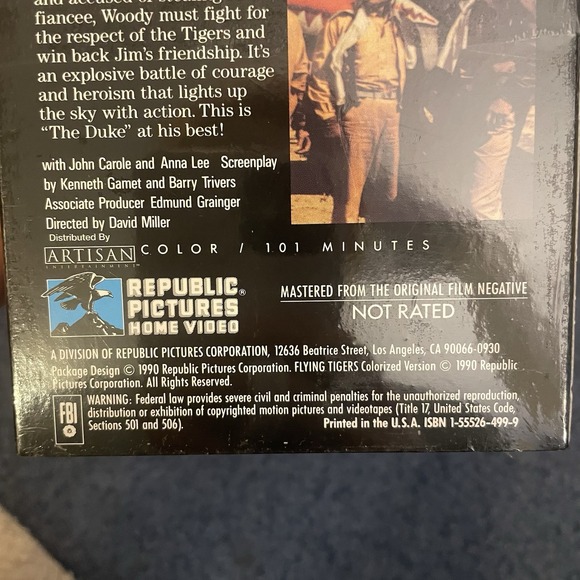 fiancee, Woody must fight for
the respect of the Tigers and
win back Jim's friendship. It's
an explosive battle of courage
and heroism that lights up
the sky with action. This is
"The Duke" at his best!
with John Carole and Anna Lee Screenplay
by Kenneth Gamet and Barry Trivers
Associate Producer Edmund Grainger
Directed by David Miller
Distributed By
ARTISAN
ENTERTAINMENT™
COLOR / 101 MINUTES
REPUBLIC
PICTURES®
HOME VIDEO
MASTERED FROM THE ORIGINAL FILM NEGATIVE
NOT RATED
A DIVISION OF REPUBLIC PICTURES CORPORATION, 12636 Beatrice Street, Los Angeles, CA 90066-0930
Package Design © 1990 Republic Pictures Corporation. FLYING TIGERS Colorized Version © 1990 Republic
Pictures Corporation. All Rights Reserved.
FBI
WARNING: Federal law provides severe civil and criminal penalties for the unauthorized reproduction,
distribution or exhibition of copyrighted motion pictures and videotapes (Title 17, United States Code,
Sections 501 and 506).
Printed in the U.S.A. ISBN 1-55526-499-9